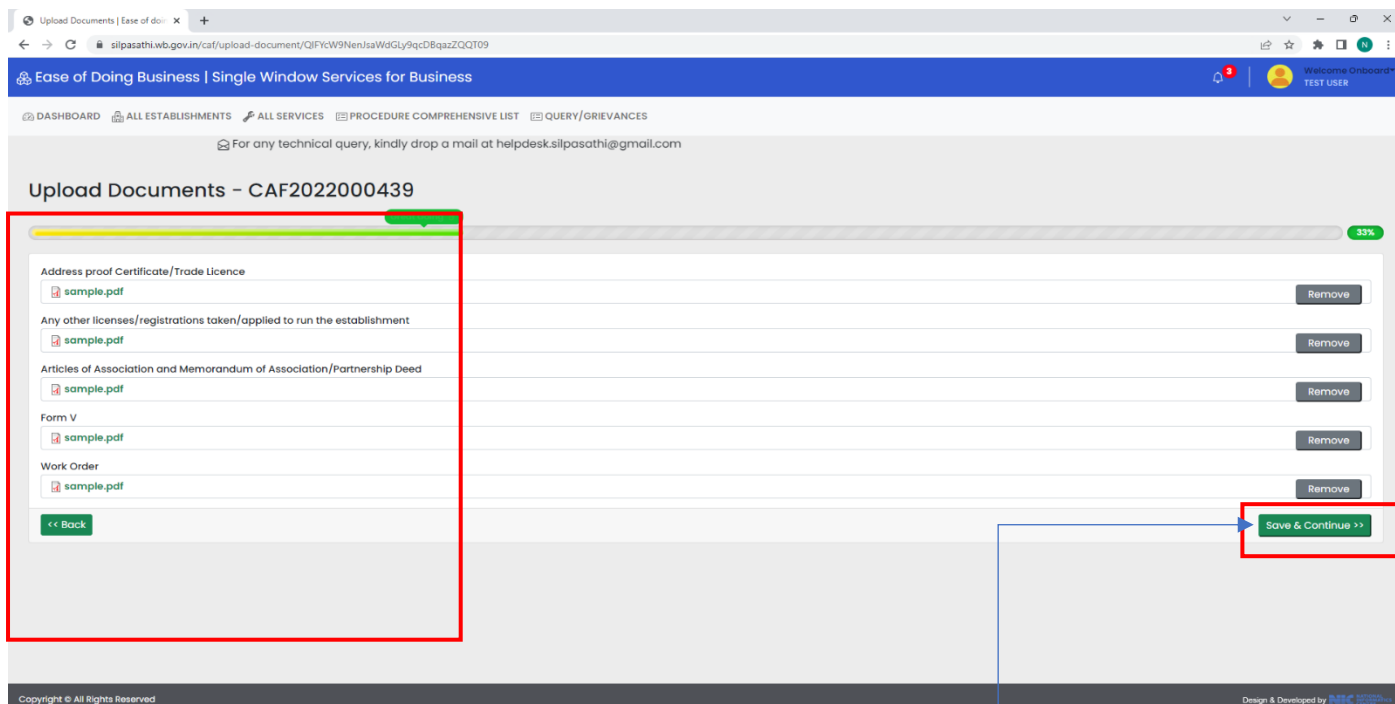 Upload Documents | Ease of doin
silpasathi.wb.gov.in/caf/upload-document/QlFYcW9NenJsaWdGLy9qcDBqazZQQT09
N
Ease of Doing Business | Single Window Services for Business
3
Welcome Onboard
TEST USER
DASHBOARD ALL ESTABLISHMENTS ALL SERVICES PROCEDURE COMPREHENSIVE LIST QUERY/GRIEVANCES
For any technical query, kindly drop a mail at helpdesk.silpasathi@gmail.com
Upload Documents - CAF2022000439
33%
Address proof Certificate/Trade Licence
sample.pdf Remove
Any other licenses/registrations taken/applied to run the establishment
sample.pdf Remove
Articles of Association and Memorandum of Association/Partnership Deed
sample.pdf Remove
Form V
sample.pdf Remove
Work Order
sample.pdf Remove
<< Back Save & Continue >>
Copyright © All Rights Reserved Design & Developed by NIC